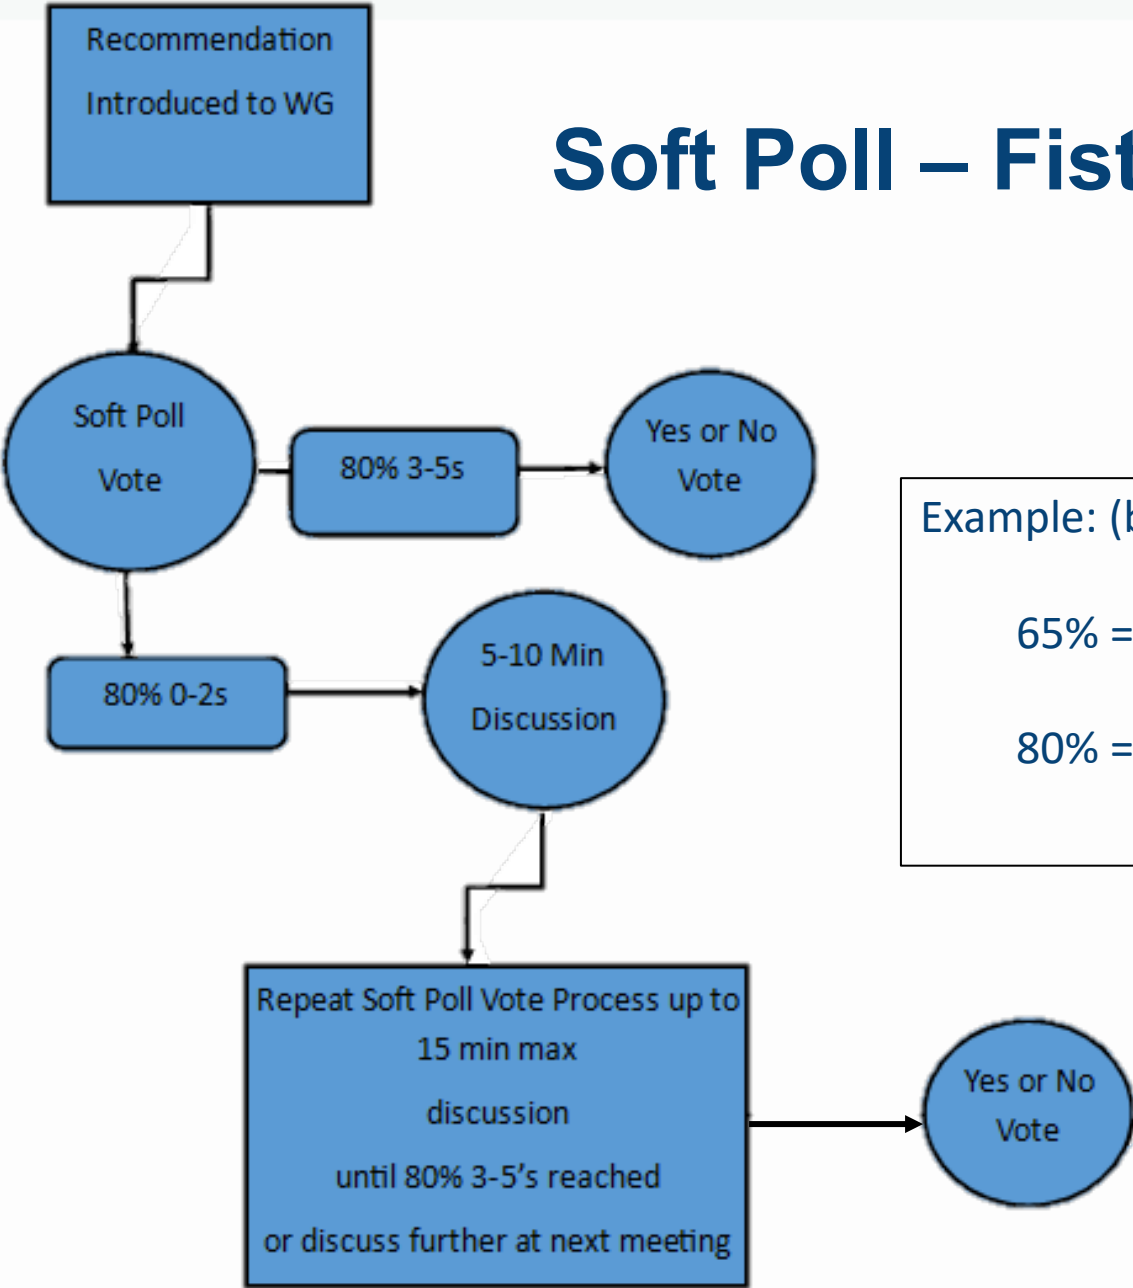 Recommendation
Introduced to WG
Soft Poll – Fist
Soft Poll
Vote
80% 3-5s
Yes or No
Vote
Example: (b
65% =
80% =
80% 0-2s
5-10 Min
Discussion
Repeat Soft Poll Vote Process up to
15 min max
discussion
until 80% 3-5’s reached
or discuss further at next meeting
Yes or No
Vote